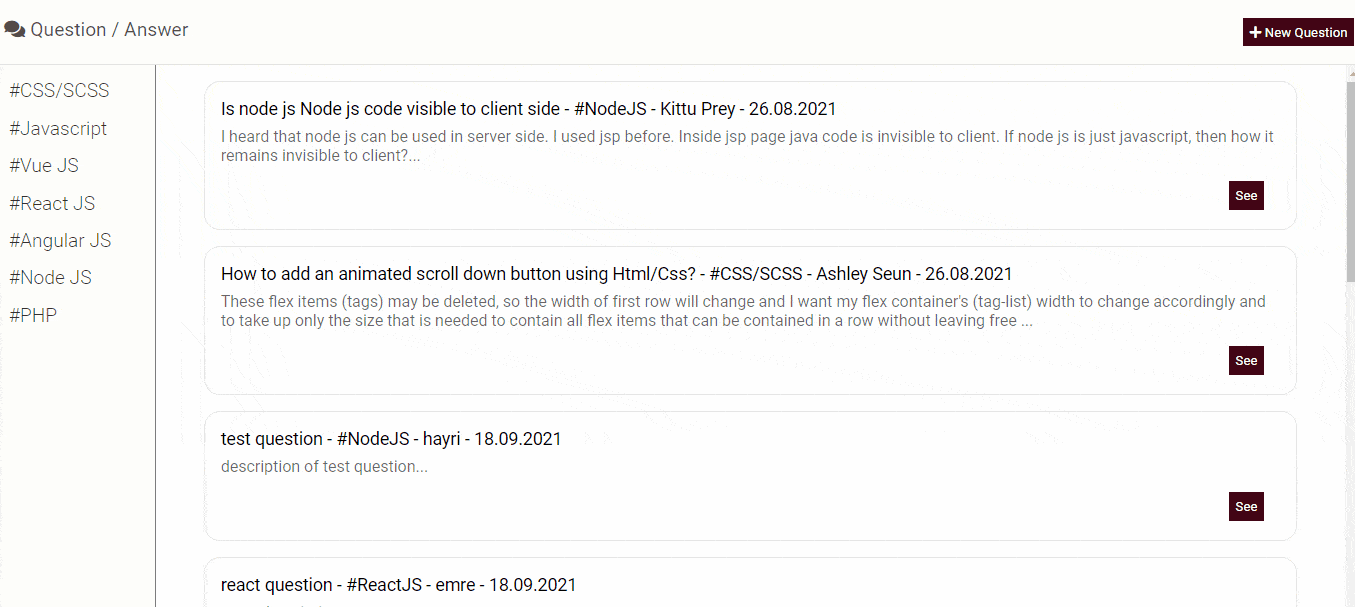 Question / Answer
New Question
#CSS/SCSS
#Javascript
#Vue JS
#React JS
#Angular JS
#Node JS
#PHP
Is node js Node js code visible to client side - #NodeJS - Kittu Prey - 26.08.2021
I heard that node js can be used in server side. I used jsp before. Inside jsp page java code is invisible to client. If node js is just javascript, then how it
remains invisible to client?...
See
How to add an animated scroll down button using Html/Css? - #CSS/SCSS - Ashley Seun - 26.08.2021
These flex items (tags) may be deleted, so the width of first row will change and I want my flex container's (tag-list) width to change accordingly and
to take up only the size that is needed to contain all flex items that can be contained in a row without leaving free ...
See
test question - #NodeJS - hayri - 18.09.2021
description of test question...
See
react question - #ReactJS - emre - 18.09.2021